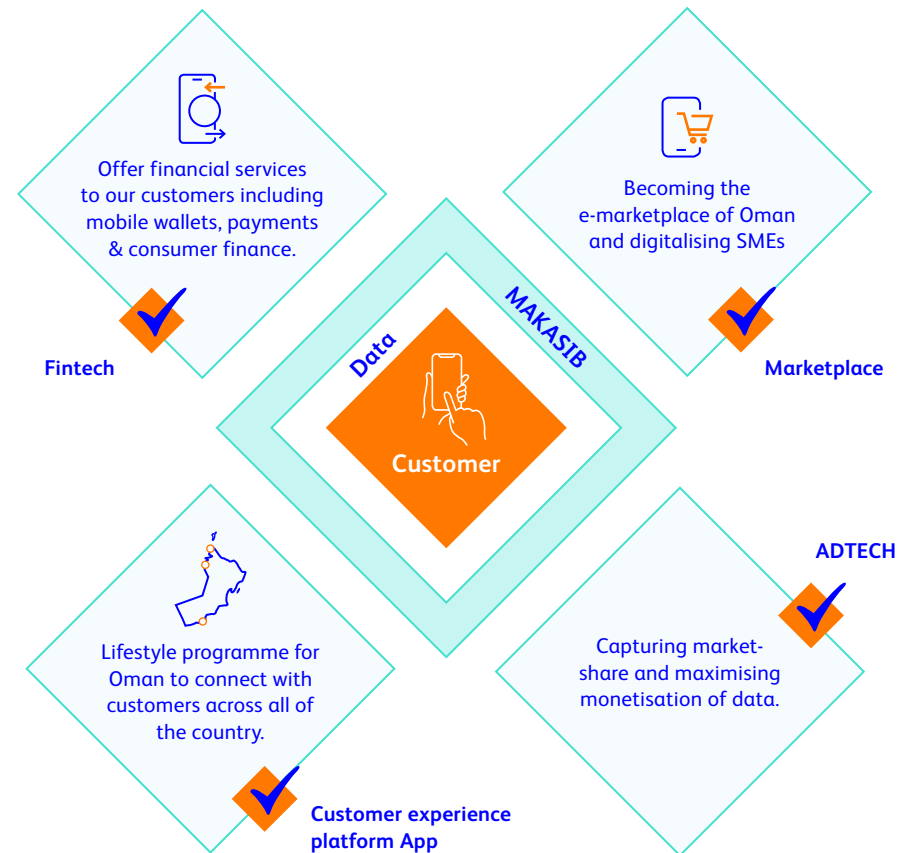 Offer financial services
to our customers including
mobile wallets, payments
& consumer finance.
Fintech
Becoming the
e-marketplace of Oman
and digitalising SMEs
Marketplace
Data
MAKASIB
Customer
Lifestyle programme for
Oman to connect with
customers across all of
the country.
Customer experience
platform App
ADTECH
Capturing market-
share and maximising
monetisation of data.